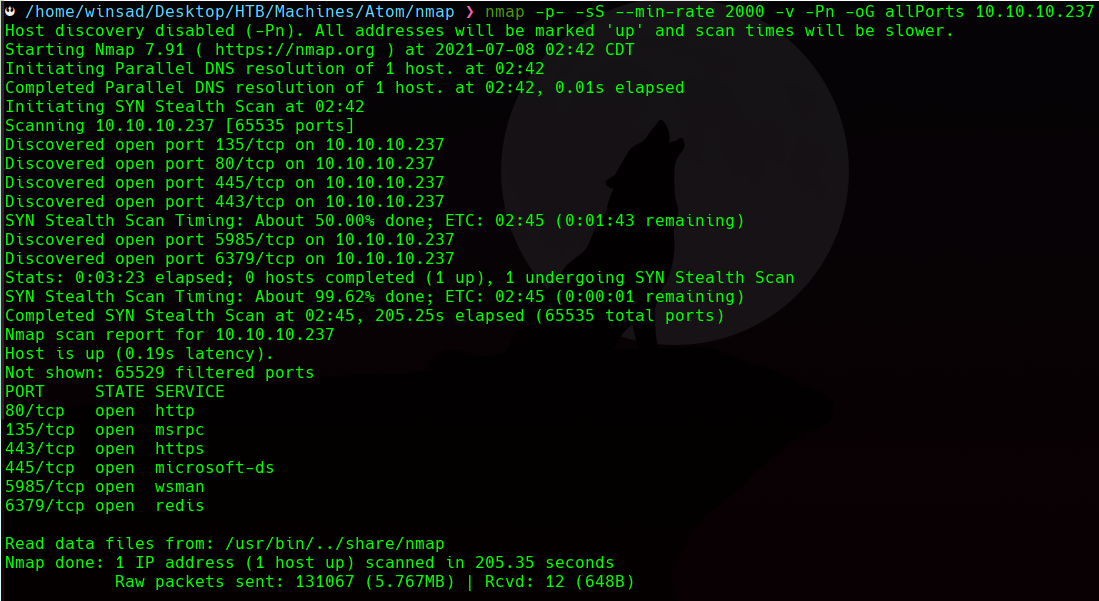 /home/winsad/Desktop/HTB/Machines/Atom/nmap ❯ nmap -p- -sS --min-rate 2000 -v -Pn -oG allPorts 10.10.10.237
Host discovery disabled (-Pn). All addresses will be marked 'up' and scan times will be slower.
Starting Nmap 7.91 ( https://nmap.org ) at 2021-07-08 02:42 CDT
Initiating Parallel DNS resolution of 1 host. at 02:42
Completed Parallel DNS resolution of 1 host. at 02:42, 0.01s elapsed
Initiating SYN Stealth Scan at 02:42
Scanning 10.10.10.237 [65535 ports]
Discovered open port 135/tcp on 10.10.10.237
Discovered open port 80/tcp on 10.10.10.237
Discovered open port 445/tcp on 10.10.10.237
Discovered open port 443/tcp on 10.10.10.237
SYN Stealth Scan Timing: About 50.00% done; ETC: 02:45 (0:01:43 remaining)
Discovered open port 5985/tcp on 10.10.10.237
Discovered open port 6379/tcp on 10.10.10.237
Stats: 0:03:23 elapsed; 0 hosts completed (1 up), 1 undergoing SYN Stealth Scan
SYN Stealth Scan Timing: About 99.62% done; ETC: 02:45 (0:00:01 remaining)
Completed SYN Stealth Scan at 02:45, 205.25s elapsed (65535 total ports)
Nmap scan report for 10.10.10.237
Host is up (0.19s latency).
Not shown: 65529 filtered ports
PORT     STATE SERVICE
80/tcp   open  http
135/tcp  open  msrpc
443/tcp  open  https
445/tcp  open  microsoft-ds
5985/tcp open  wsman
6379/tcp open  redis

Read data files from: /usr/bin/../share/nmap
Nmap done: 1 IP address (1 host up) scanned in 205.35 seconds
           Raw packets sent: 131067 (5.767MB) | Rcvd: 12 (648B)